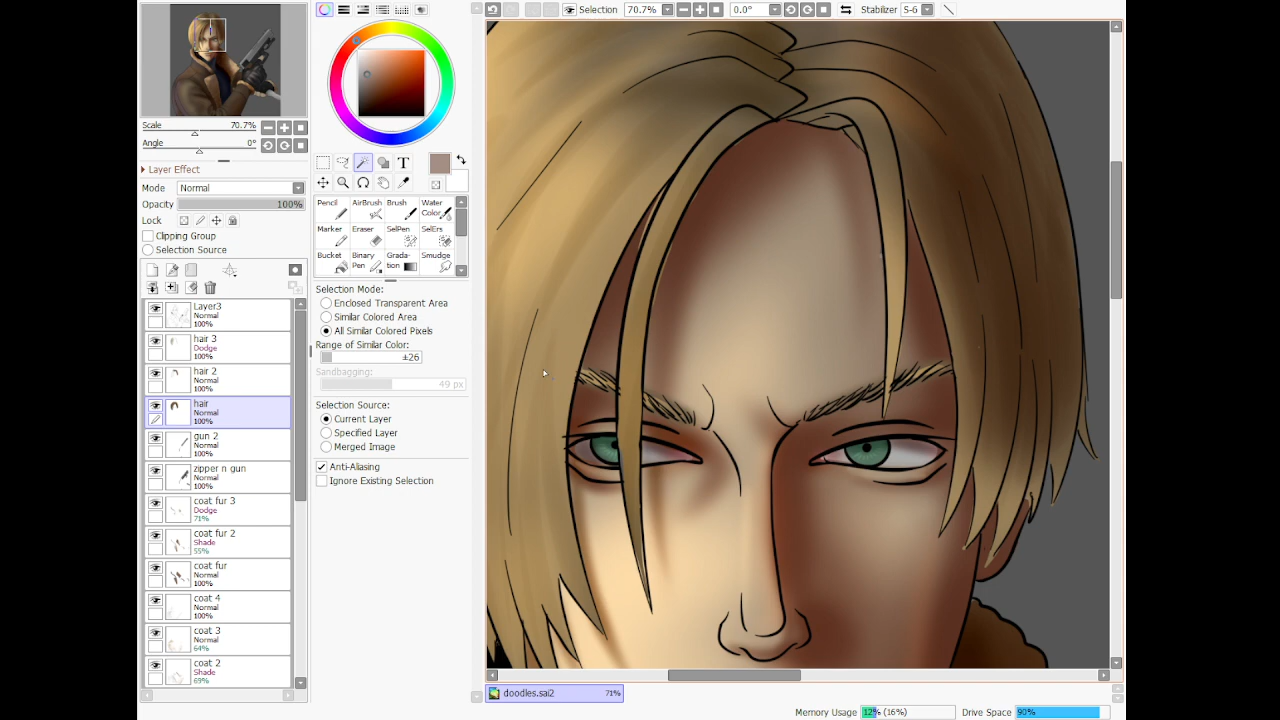 Selection 70.7% 0.0° Stabilizer S-6
Scale 70.7%
Angle 0°
Layer Effect
Mode Normal
Opacity 100%
Lock
Clipping Group
Selection Source
Layer3
Normal
100%
hair 3
Dodge
100%
hair 2
Normal
100%
hair
Normal
100%
gun 2
Normal
100%
zipper n gun
Normal
100%
coat fur 3
Dodge
71%
coat fur 2
Shade
55%
coat fur
Normal
100%
coat 4
Normal
100%
coat 3
Normal
64%
coat 2
Shade
69%
T
Pencil AirBrush Brush Water Color
Marker Eraser SelPen SelErs
Bucket Binary Pen Grada-tion Smudge
Selection Mode:
Enclosed Transparent Area
Similar Colored Area
All Similar Colored Pixels
Range of Similar Color:
±26
Sandbagging:
49 px
Selection Source:
Current Layer
Specified Layer
Merged Image
Anti-Aliasing
Ignore Existing Selection
doodles.sai2 71%
Memory Usage 12% (16%) Drive Space 90%